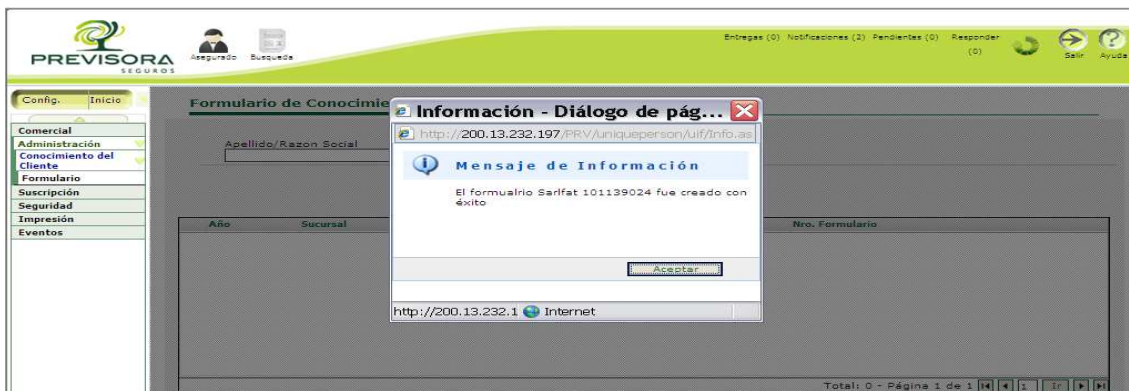 PREVISORA
SEGUROS
Asegurado
Busqueda
Entregas (0) Notificaciones (2) Pendientes (0) Responder (0)
Salir
Ayuda
Config. Inicio
Comercial
Administración
Conocimiento del
Cliente
Formulario
Suscripción
Seguridad
Impresión
Eventos
Formulario de Conocimie
Apellido/Razon Social
Año Sucursal Nro. Formulario
Información - Diálogo de pág...
http://200.13.232.197/PRV/uniqueperson/uif/Info.as
Mensaje de Información
El formualrio Sarlfat 101139024 fue creado con
éxito
Aceptar
http://200.13.232.1 Internet
Total: 0 - Página 1 de 1 1 Ir